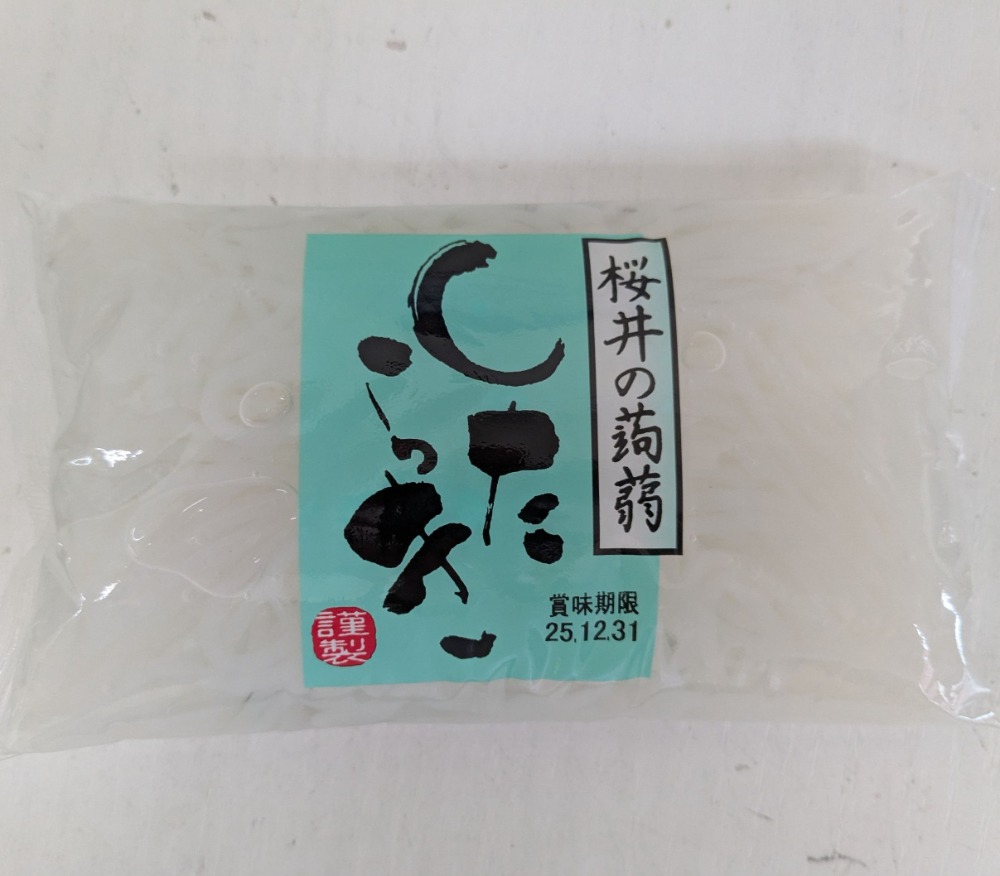 桜井の蒟蒻
しらたき
賞味期限
25.12.31
謹製